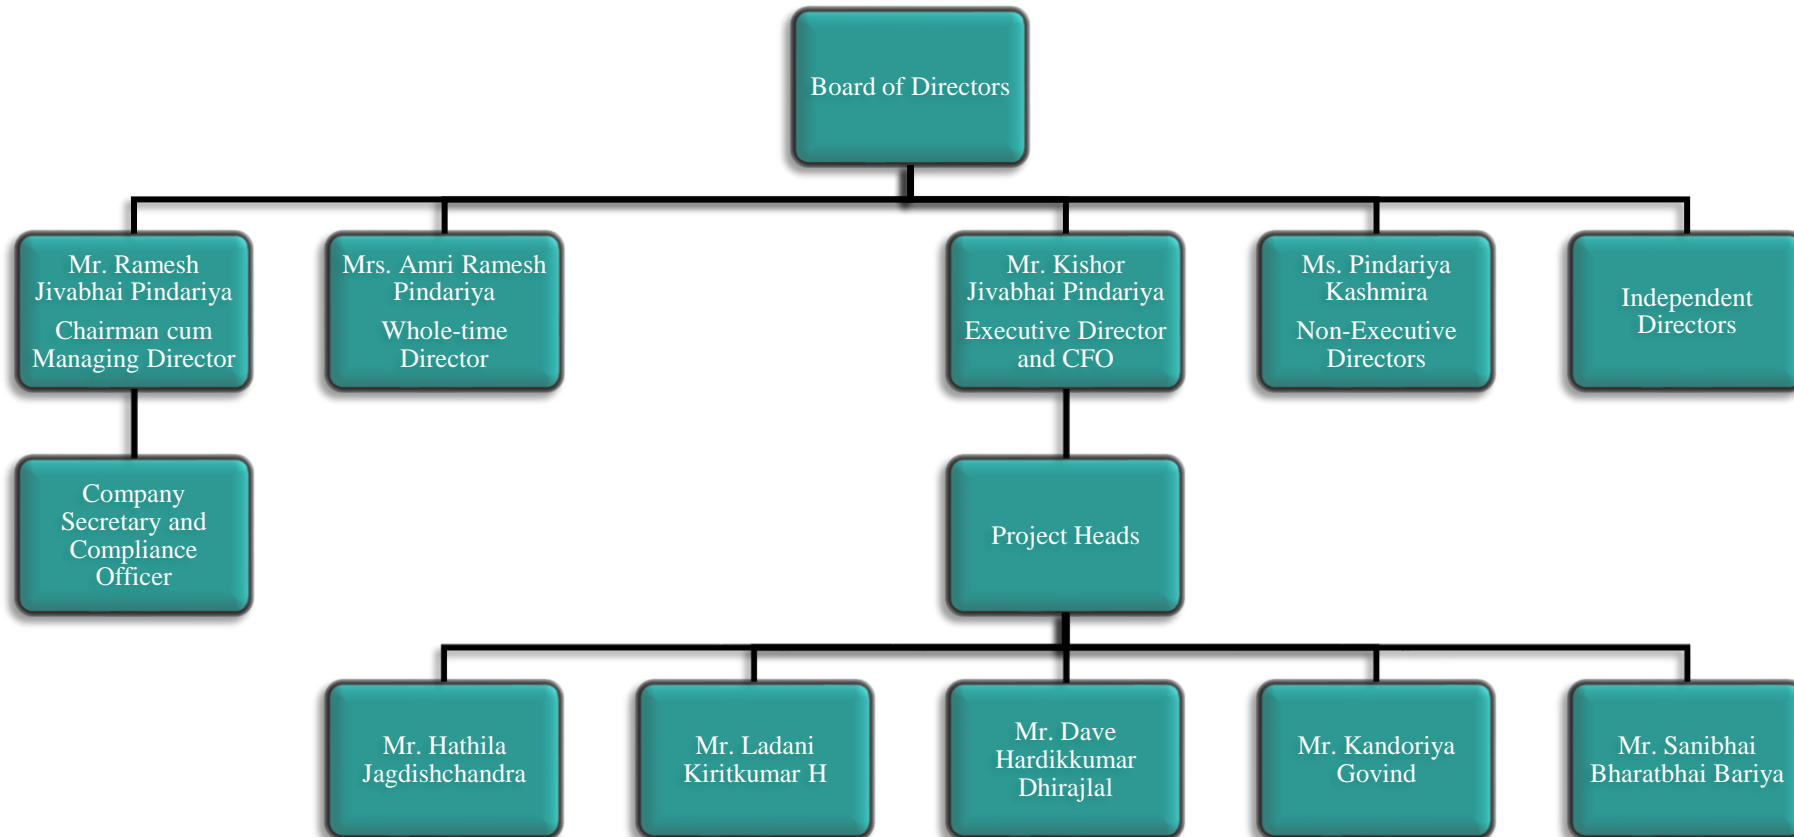 Board of Directors
Mr. Ramesh
Jivabhai Pindariya
Chairman cum
Managing Director
Mrs. Amri Ramesh
Pindariya
Whole-time
Director
Mr. Kishor
Jivabhai Pindariya
Executive Director
and CFO
Ms. Pindariya
Kashmira
Non-Executive
Directors
Independent
Directors
Company
Secretary and
Compliance
Officer
Project Heads
Mr. Hathila
Jagdishchandra
Mr. Ladani
Kiritkumar H
Mr. Dave
Hardikkumar
Dhirajlal
Mr. Kandoriya
Govind
Mr. Sanibhai
Bharatbhai Bariya